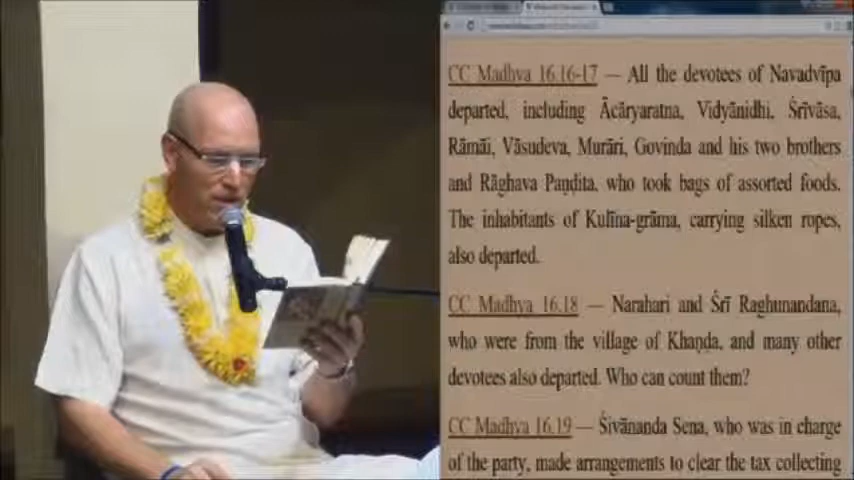 CC Madhya 16.16-17 — All the devotees of Navadvīpa
departed, including Ācāryaratna, Vidyānidhi, Śrīvāsa,
Rāmāi, Vāsudeva, Murāri, Govinda and his two brothers
and Rāghava Paṇḍita, who took bags of assorted foods.
The inhabitants of Kulīna-grāma, carrying silken ropes,
also departed.
CC Madhya 16.18 — Narahari and Śrī Raghunandana,
who were from the village of Khaṇḍa, and many other
devotees also departed. Who can count them?
CC Madhya 16.19 — Śivānanda Sena, who was in charge
of the party, made arrangements to clear the tax collecting